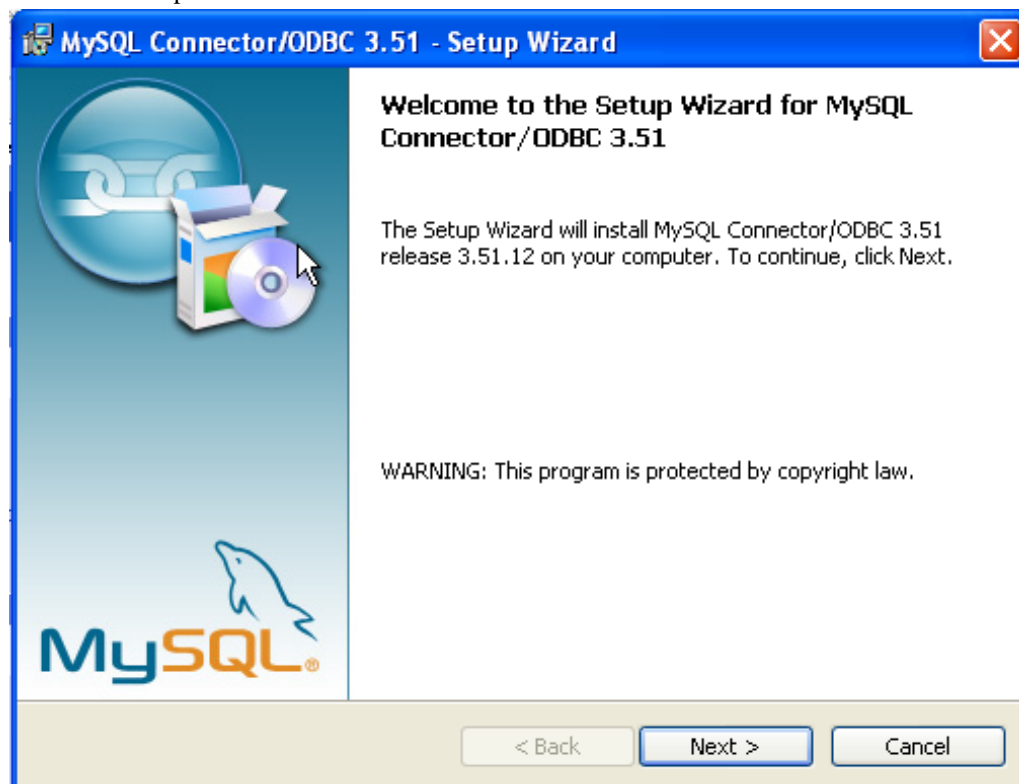 MySQL Connector/ODBC 3.51 - Setup Wizard
Welcome to the Setup Wizard for MySQL
Connector/ODBC 3.51
The Setup Wizard will install MySQL Connector/ODBC 3.51
release 3.51.12 on your computer. To continue, click Next.
WARNING: This program is protected by copyright law.
MySQL®
< Back Next > Cancel